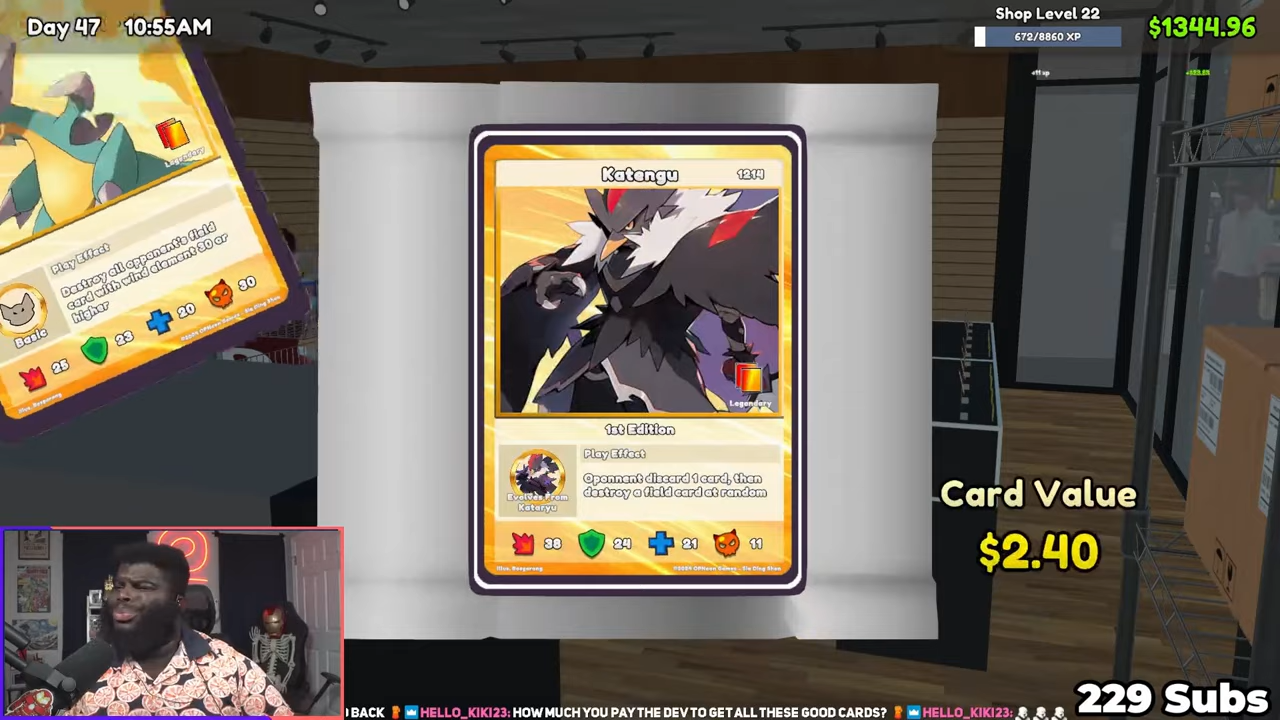 Day 47 10:55AM
Shop Level 22
672/8860 XP
$1344.96
Legendary
Play Effect
Destroy all opponent's field
card with wind element 30 or
higher
Basic
25 23 20 30
Katengu 1214
Legendary
1st Edition
Play Effect
Oponnent discard 1 card, then
destroy a field card at random
Evolves From
Kataryu
38 24 21 11
Card Value
$2.40
229 Subs
BACK HELLO_KIKI23: HOW MUCH YOU PAY THE DEV TO GET ALL THESE GOOD CARDS? HELLO_KIKI23: